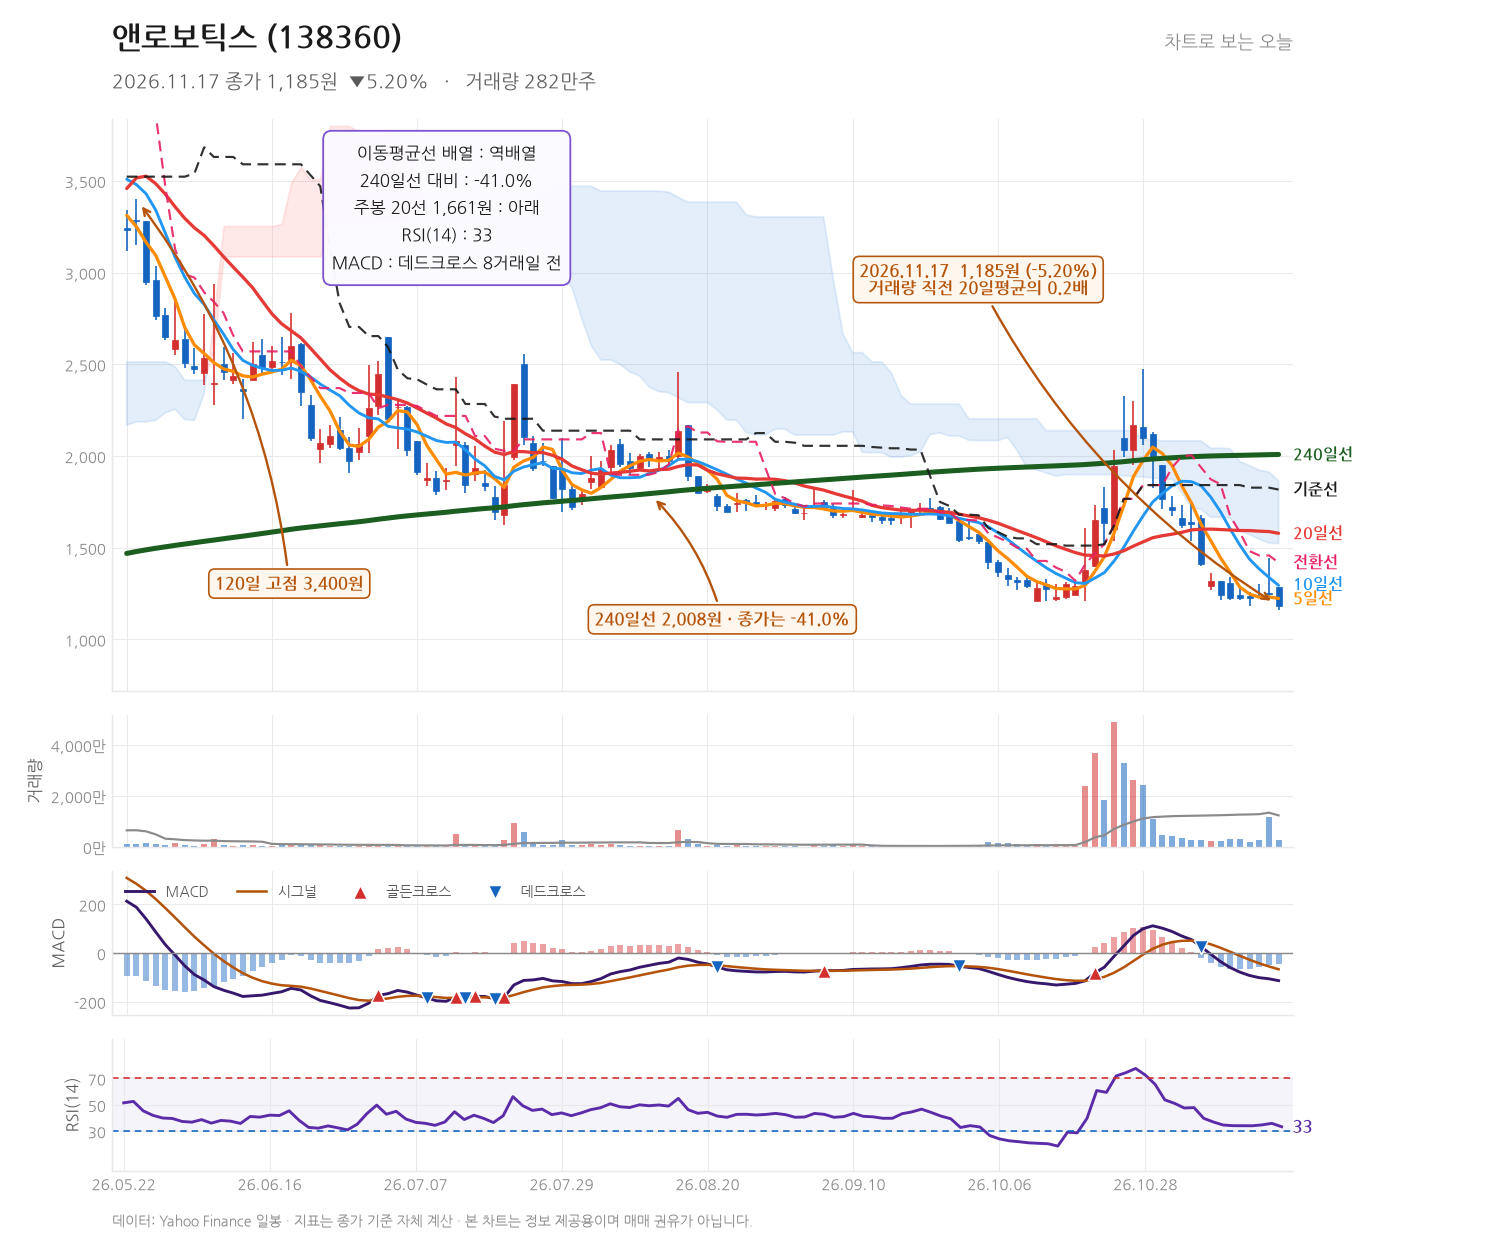 앤로보틱스 (138360)
차트로 보는 오늘
2026.11.17 종가 1,185원 ▼5.20% · 거래량 282만주
이동평균선 배열 : 역배열
240일선 대비 : -41.0%
주봉 20선 1,661원 : 아래
RSI(14) : 33
MACD : 데드크로스 8거래일 전
2026.11.17 1,185원 (-5.20%)
거래량 직전 20일평균의 0.2배
120일 고점 3,400원
240일선 2,008원 · 종가는 -41.0%
3,500
3,000
2,500
2,000
1,500
1,000
240일선
기준선
20일선
전환선
10일선
5일선
거래량
4,000만
2,000만
0만
MACD
MACD 시그널 골든크로스 데드크로스
200
0
-200
RSI(14)
70
50
30
33
26.05.22 26.06.16 26.07.07 26.07.29 26.08.20 26.09.10 26.10.06 26.10.28
데이터: Yahoo Finance 일봉 · 지표는 종가 기준 자체 계산 · 본 차트는 정보 제공용이며 매매 권유가 아닙니다.